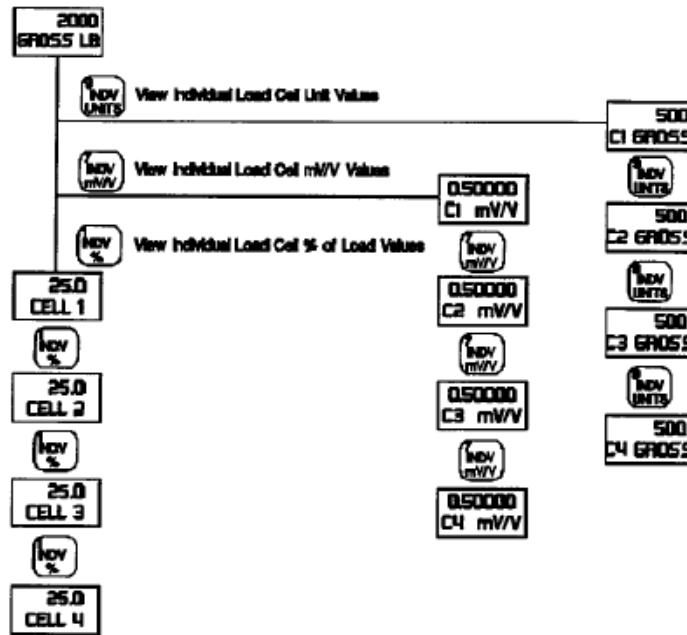 2000
GROSS LB
INDV
UNITS
View Individual Load Cell Unit Values
500
C1 GROSS
7
INDV
mV/V
View Individual Load Cell mV/V Values
0.50000
C1 mV/V
INDV
%
View Individual Load Cell % of Load Values
25.0
CELL 1
INDV
%
25.0
CELL 2
INDV
%
25.0
CELL 3
INDV
%
25.0
CELL 4
7
INDV
mV/V
0.50000
C2 mV/V
7
INDV
mV/V
0.50000
C3 mV/V
7
INDV
mV/V
0.50000
C4 mV/V
INDV
UNITS
500
C2 GROSS
INDV
UNITS
500
C3 GROSS
INDV
UNITS
500
C4 GROSS